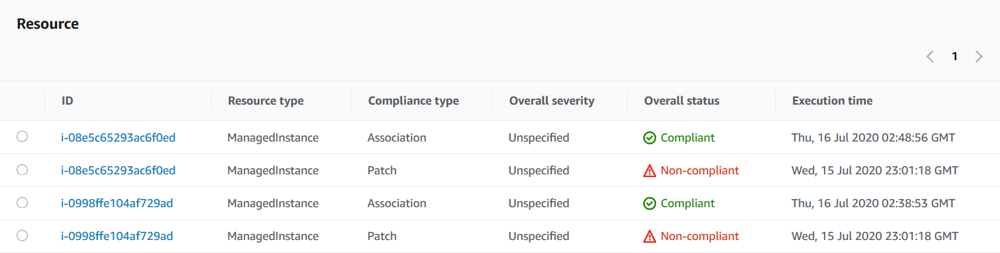 Resource
1
ID Resource type Compliance type Overall severity Overall status Execution time
i-08e5c65293ac6f0ed ManagedInstance Association Unspecified Compliant Thu, 16 Jul 2020 02:48:56 GMT
i-08e5c65293ac6f0ed ManagedInstance Patch Unspecified Non-compliant Wed, 15 Jul 2020 23:01:18 GMT
i-0998ffe104af729ad ManagedInstance Association Unspecified Compliant Thu, 16 Jul 2020 02:38:53 GMT
i-0998ffe104af729ad ManagedInstance Patch Unspecified Non-compliant Wed, 15 Jul 2020 23:01:18 GMT